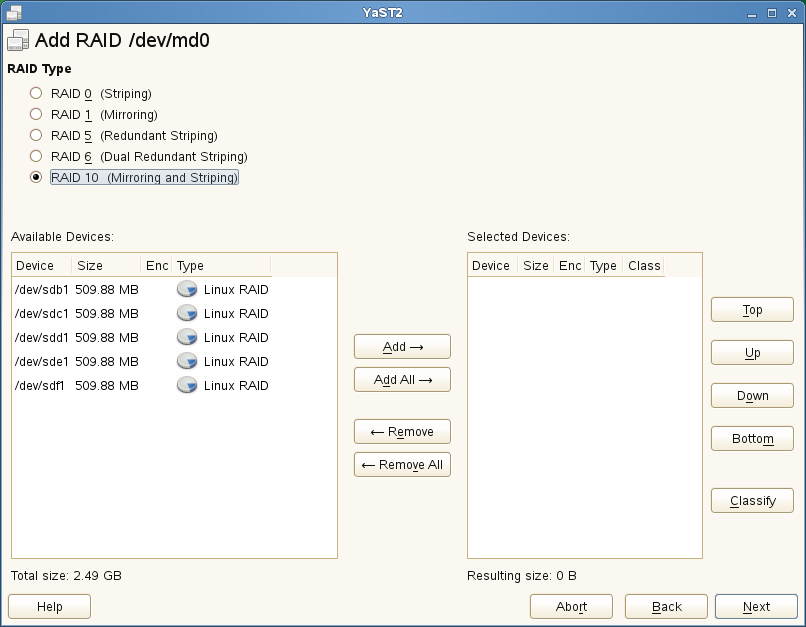 YaST2
Add RAID /dev/md0
RAID Type
RAID 0 (Striping)
RAID 1 (Mirroring)
RAID 5 (Redundant Striping)
RAID 6 (Dual Redundant Striping)
RAID 10 (Mirroring and Striping)
Available Devices:
Device Size Enc Type
/dev/sdb1 509.88 MB Linux RAID
/dev/sdc1 509.88 MB Linux RAID
/dev/sdd1 509.88 MB Linux RAID
/dev/sde1 509.88 MB Linux RAID
/dev/sdf1 509.88 MB Linux RAID
Total size: 2.49 GB
Add →
Add All →
← Remove
← Remove All
Selected Devices:
Device Size Enc Type Class
Resulting size: 0 B
Top
Up
Down
Bottom
Classify
Help
Abort
Back
Next